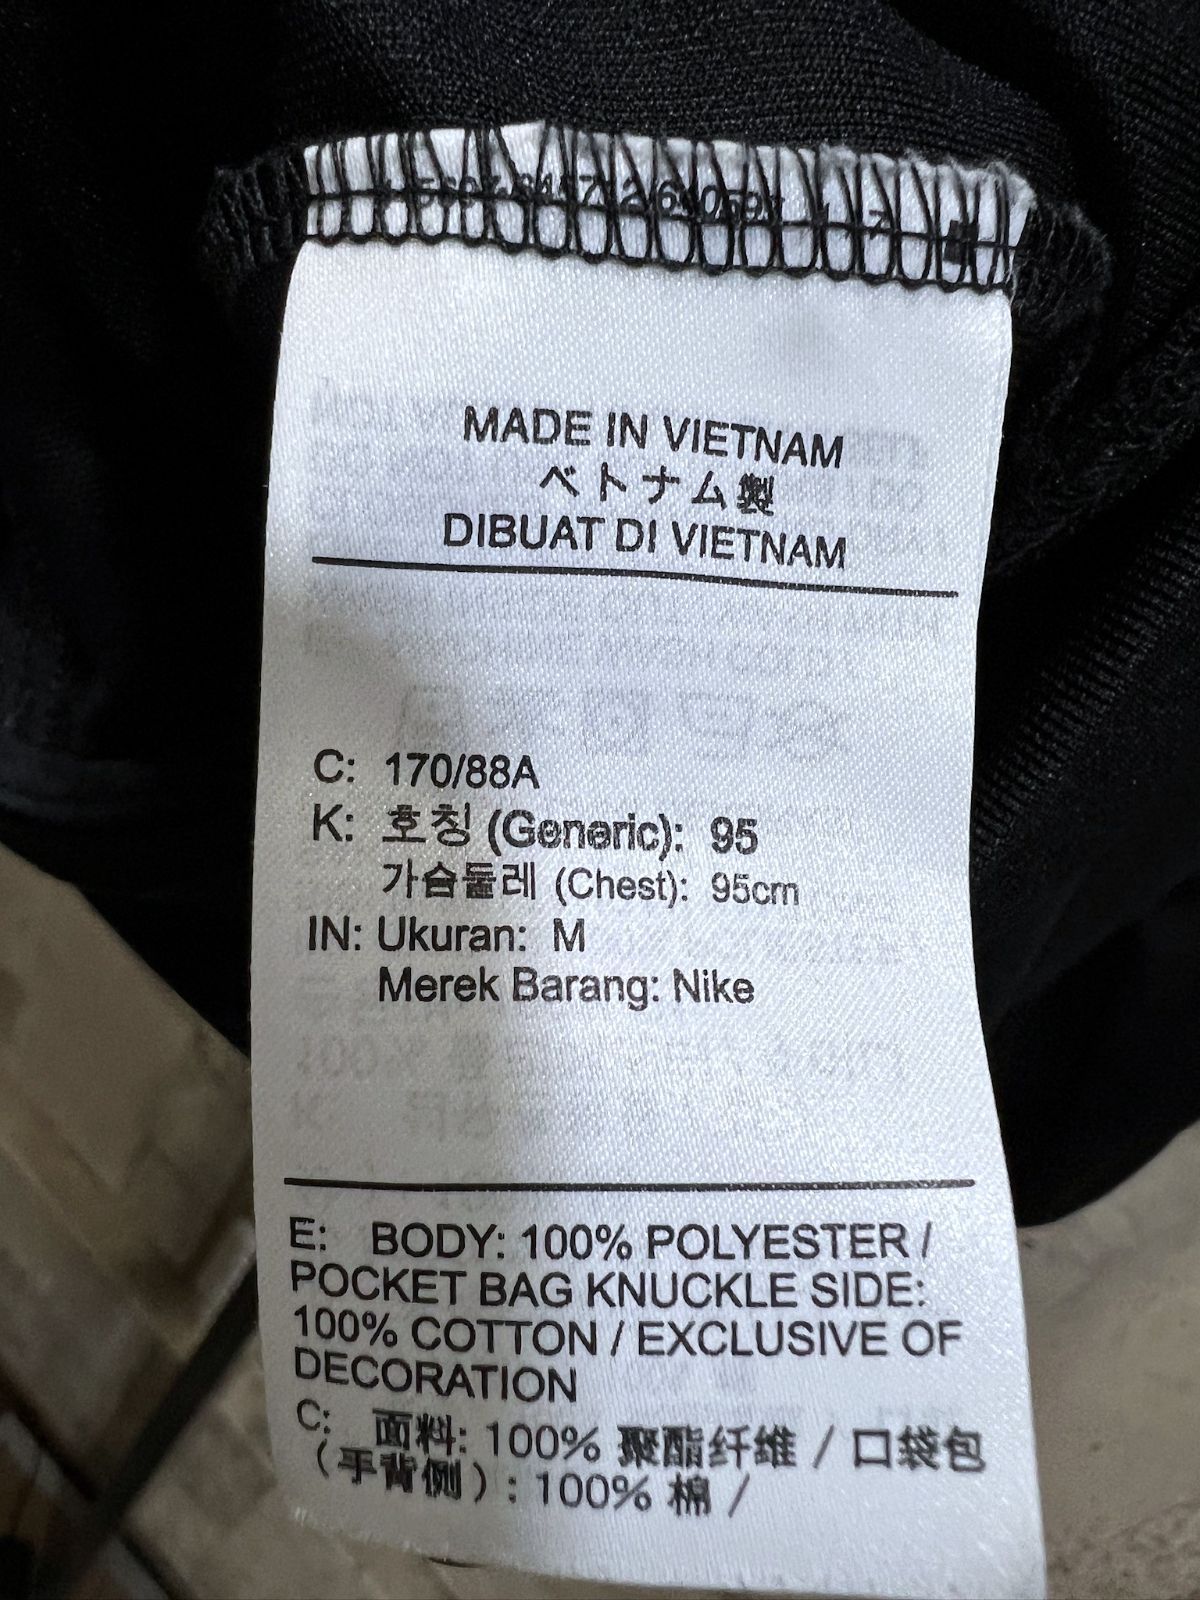 MADE IN VIETNAM
ベトナム製
DIBUAT DI VIETNAM
C: 170/88A
K: 호칭 (Generic): 95
가슴둘레 (Chest): 95cm
IN: Ukuran: M
Merek Barang: Nike
E: BODY: 100% POLYESTER /
POCKET BAG KNUCKLE SIDE:
100% COTTON / EXCLUSIVE OF
DECORATION
C: 面料: 100% 聚酯纤维 / 口袋包
(手背侧) : 100% 棉 /